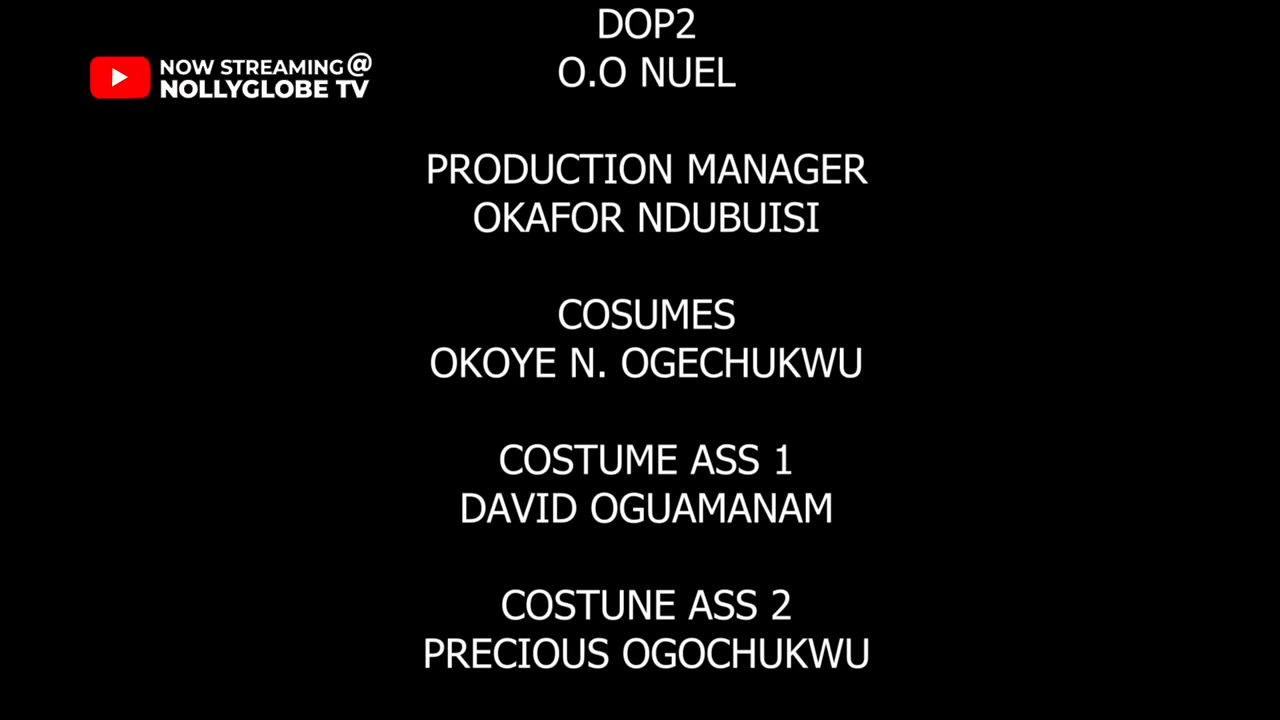 NOW STREAMING@
NOLLYGLOBE TV
DOP2
O.O NUEL
PRODUCTION MANAGER
OKAFOR NDUBUISI
COSUMES
OKOYE N. OGECHUKWU
COSTUME ASS 1
DAVID OGUAMANAM
COSTUNE ASS 2
PRECIOUS OGOCHUKWU